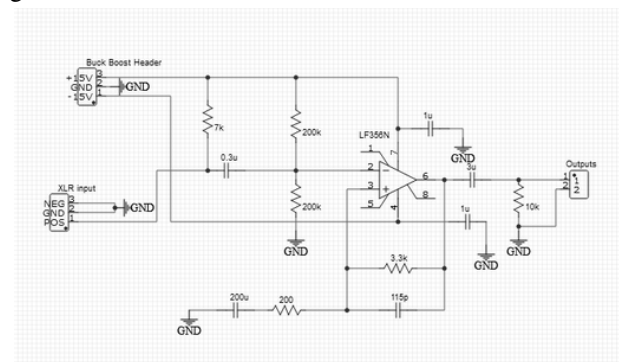 Buck Boost Header
+15V 3
GND 2
-15V 1
GND
7k
200k
0.3u
200k
GND
LF356N
1
2
3
5
7
6
8
4
1u
GND
3u
Outputs
1
2
1
2
10k
GND
1u
GND
XLR input
NEG 3
GND 2
POS 1
GND
3.3k
115p
200u
200
GND